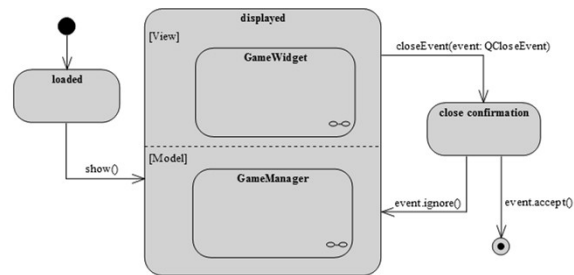 displayed
[View]
GameWidget
closeEvent(event: QCloseEvent)
loaded
close confirmation
show()
[Model]
GameManager
event.ignore()
event.accept()